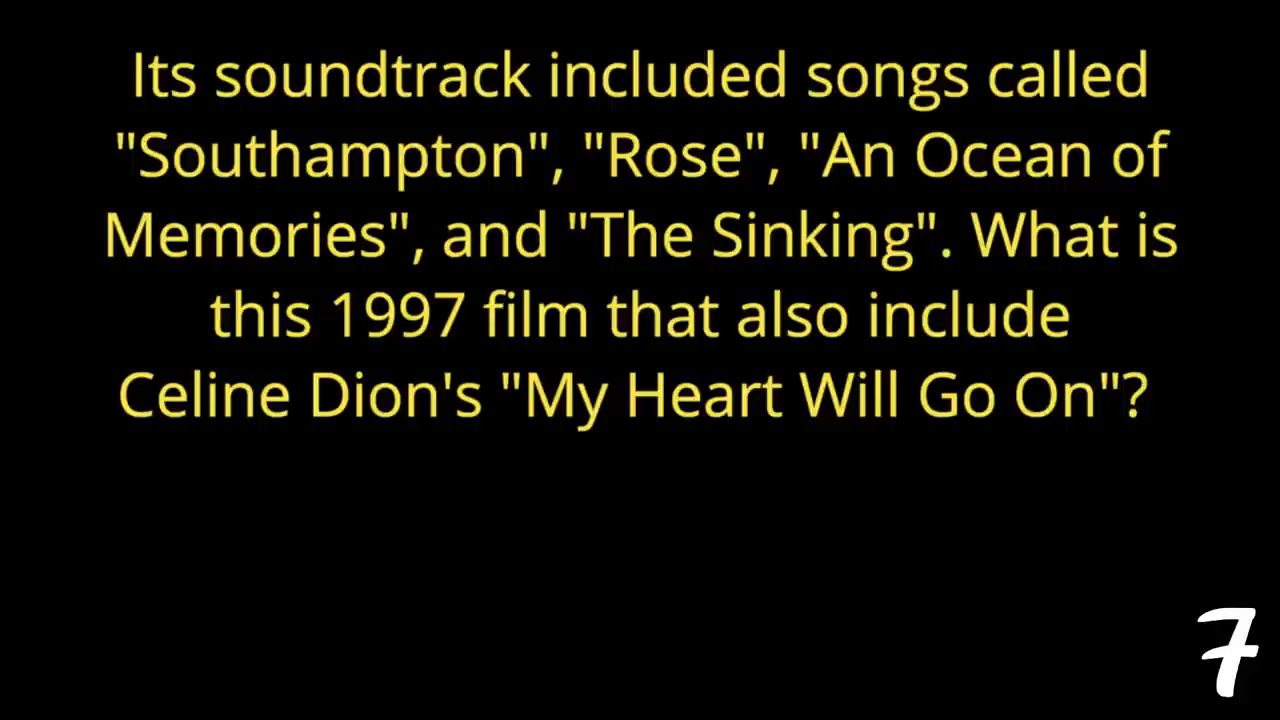 Its soundtrack included songs called
"Southampton", "Rose", "An Ocean of
Memories", and "The Sinking". What is
this 1997 film that also include
Celine Dion's "My Heart Will Go On"?
7